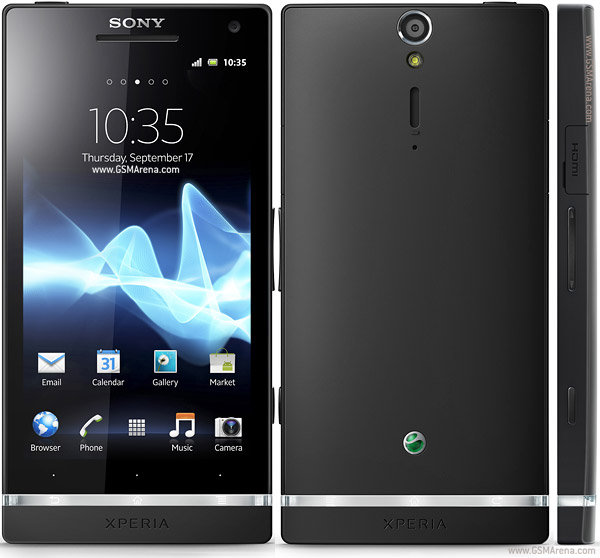 SONY
10:35
10:35
Thursday, September 17
www.GSMArena.com
31
Email Calendar Gallery Market
Browser Phone Music Camera
XPERIA
XPERIA
www.GSMArena.com
HDMI
www.GSMArena.com